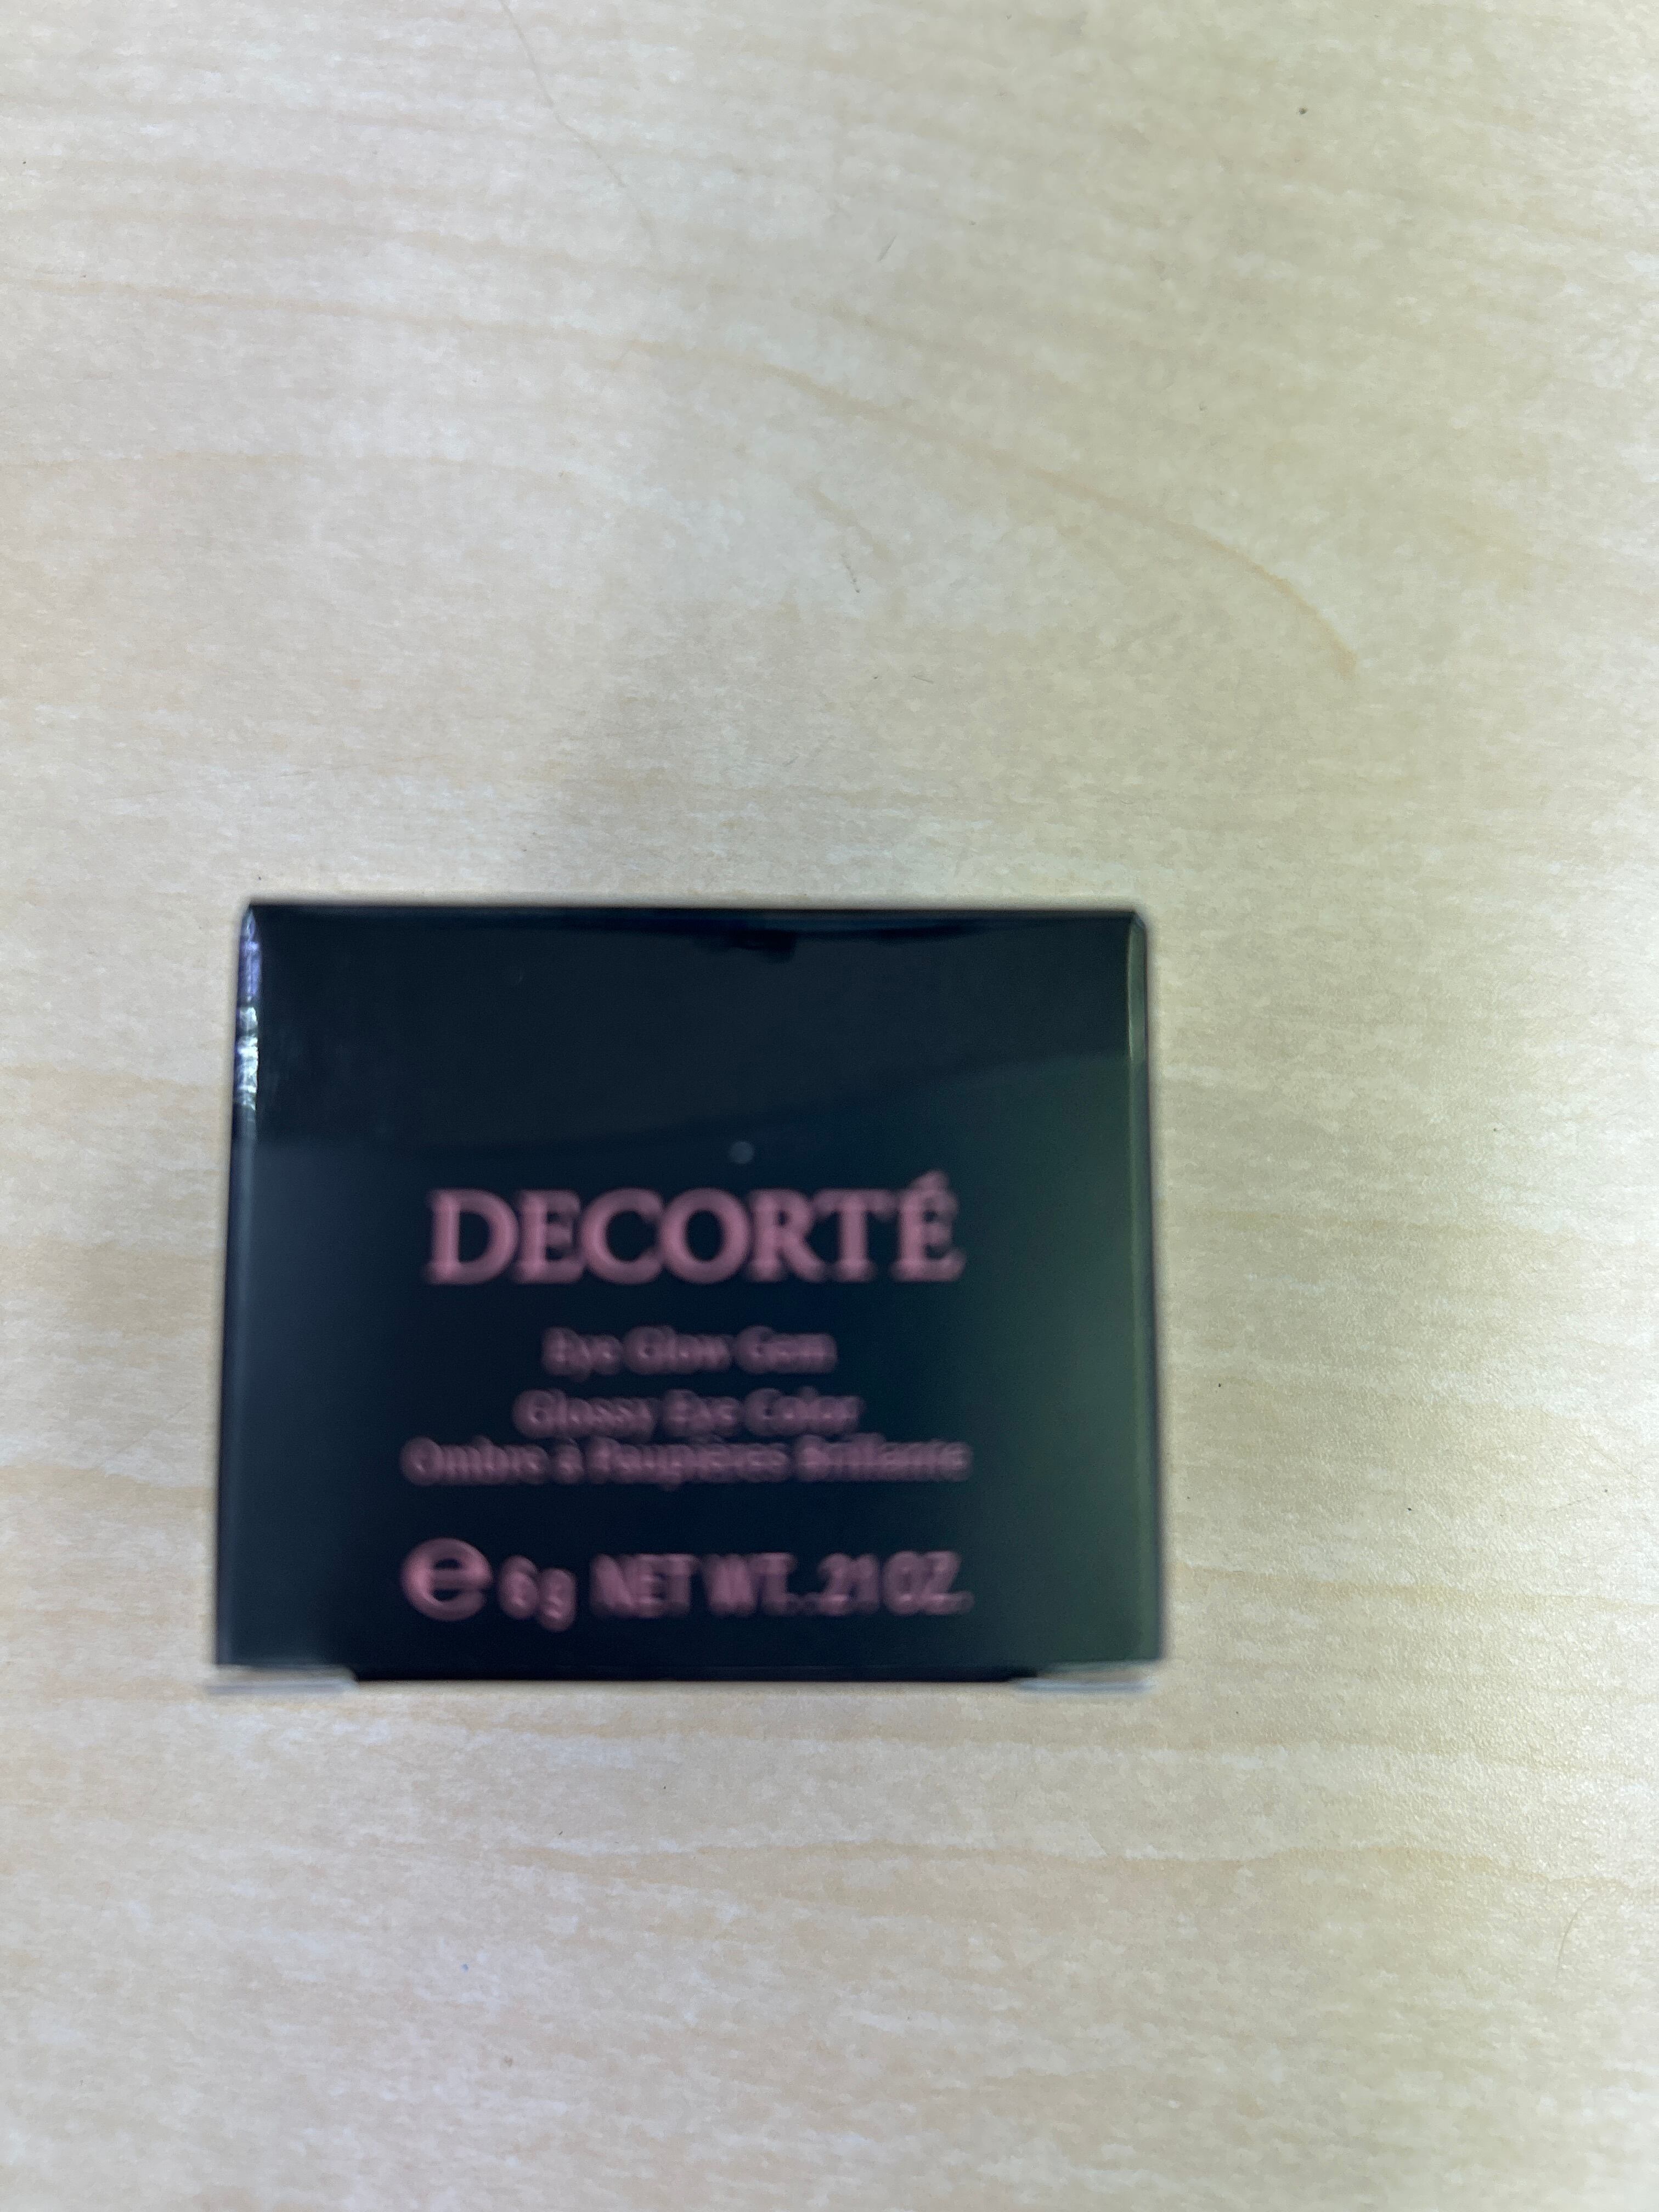 DECORTÉ
Eye Glow Gem
Glossy Eye Color
Ombre à Paupières Brillante
e 6g NET WT. .21 OZ.